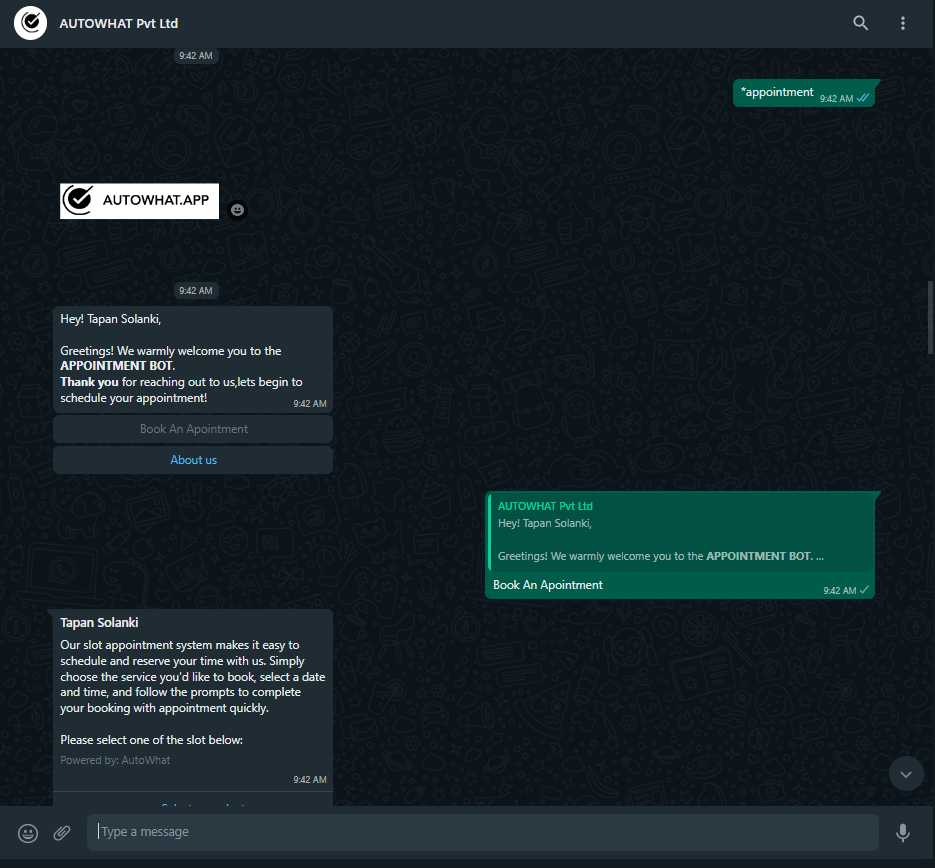 AUTOWHAT Pvt Ltd
9:42 AM
*appointment
9:42 AM
AUTOWHAT.APP
9:42 AM
Hey! Tapan Solanki,
Greetings! We warmly welcome you to the
APPOINTMENT BOT.
Thank you for reaching out to us,lets begin to
schedule your appointment!
9:42 AM
Book An Apointment
About us
AUTOWHAT Pvt Ltd
Hey! Tapan Solanki,
Greetings! We warmly welcome you to the APPOINTMENT BOT. ...
Book An Apointment
9:42 AM
Tapan Solanki
Our slot appointment system makes it easy to
schedule and reserve your time with us. Simply
choose the service you'd like to book, select a date
and time, and follow the prompts to complete
your booking with appointment quickly.
Please select one of the slot below:
Powered by: AutoWhat
9:42 AM
Type a message